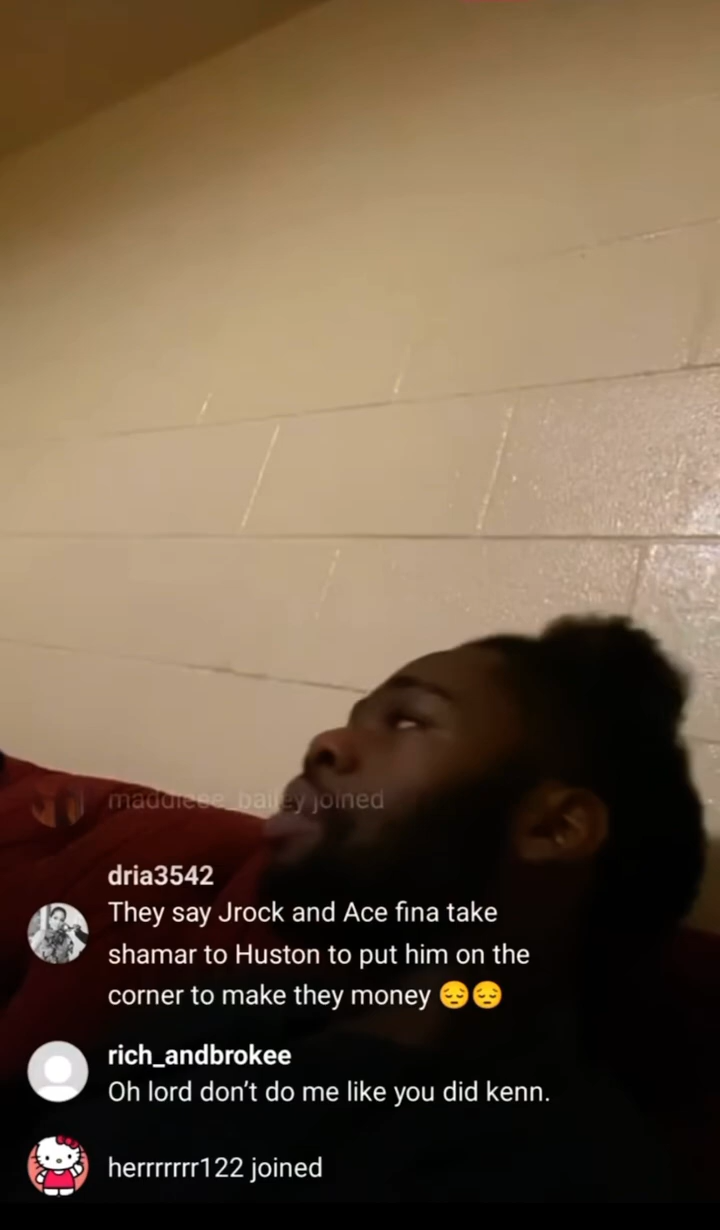 maddieee_bailey joined
dria3542
They say Jrock and Ace fina take
shamar to Huston to put him on the
corner to make they money 😔😔
rich_andbrokee
Oh lord don’t do me like you did kenn.
herrrrrrr122 joined